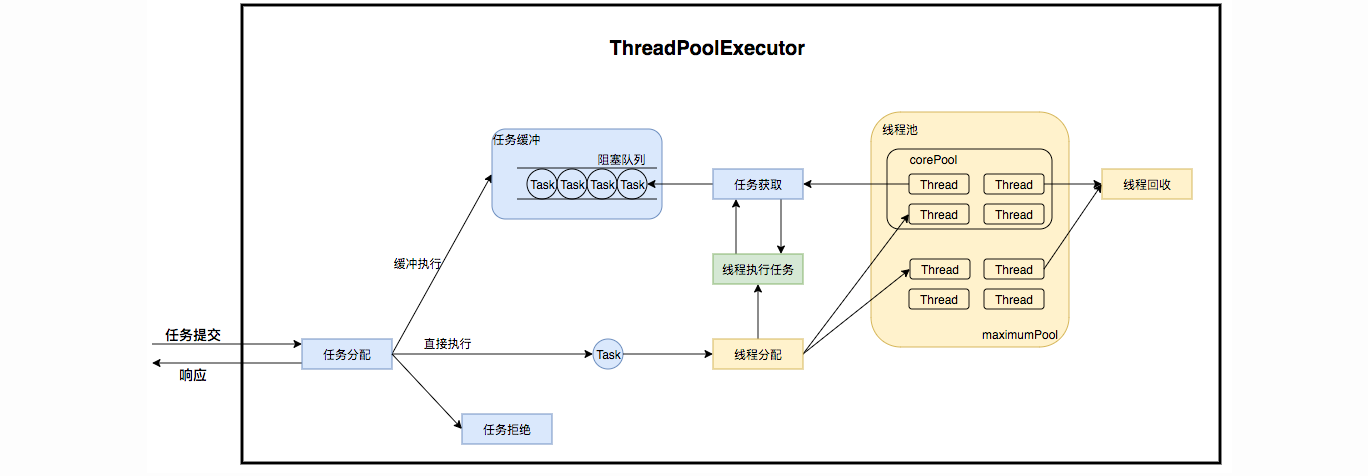 ThreadPoolExecutor
任务缓冲
阻塞队列
Task Task Task Task
任务获取
线程池
corePool
Thread Thread
Thread Thread
Thread Thread
Thread Thread
maximumPool
线程回收
缓冲执行
线程执行任务
任务提交
响应
任务分配
直接执行
Task
线程分配
任务拒绝